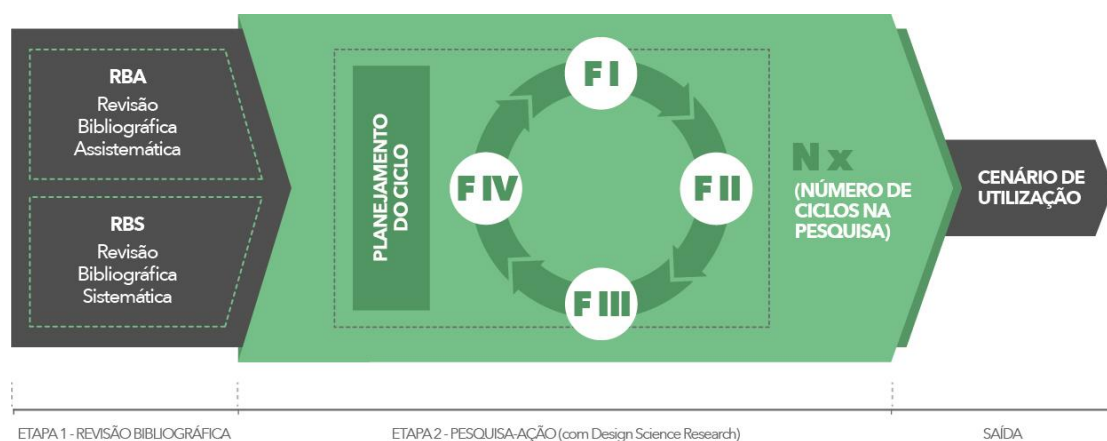 RBA
Revisão
Bibliográfica
Assistemática
RBS
Revisão
Bibliográfica
Sistemática
PLANEJAMENTO
DO CICLO
F I
F II
F III
F IV
N x
(NÚMERO DE
CICLOS NA
PESQUISA)
CENÁRIO DE
UTILIZAÇÃO
ETAPA 1 - REVISÃO BIBLIOGRÁFICA
ETAPA 2 - PESQUISA-AÇÃO (com Design Science Research)
SAÍDA